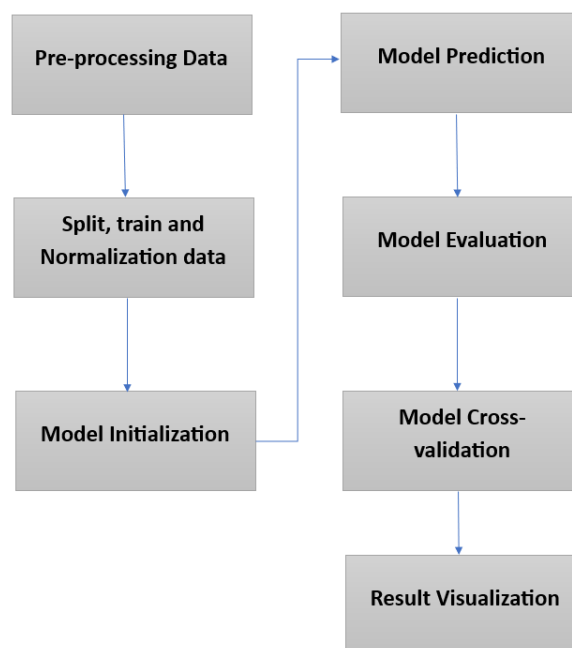 Pre-processing Data
Split, train and
Normalization data
Model Initialization
Model Prediction
Model Evaluation
Model Cross-
validation
Result Visualization